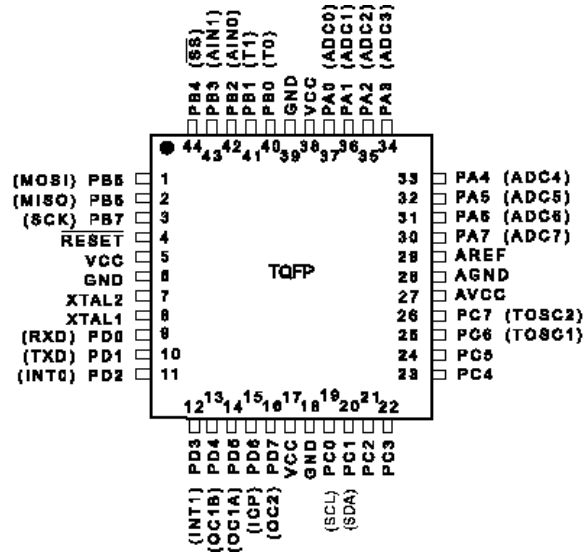 (SS) (AIN1) (AIN0) (T1) (T0) (ADC0) (ADC1) (ADC2) (ADC3)
PB4 PB3 PB2 PB1 PB0 GND VCC PA0 PA1 PA2 PA3
44 43 42 41 40 39 38 37 36 35 34
(MOSI) PB5 1
(MISO) PB6 2
(SCK) PB7 3
RESET 4
VCC 5
GND 6
XTAL2 7
XTAL1 8
(RXD) PD0 9
(TXD) PD1 10
(INT0) PD2 11
TQFP
33 PA4 (ADC4)
32 PA5 (ADC5)
31 PA6 (ADC6)
30 PA7 (ADC7)
29 AREF
28 AGND
27 AVCC
26 PC7 (TOSC2)
25 PC6 (TOSC1)
24 PC5
23 PC4
12 13 14 15 16 17 18 19 20 21 22
PD3 PD4 PD5 PD6 PD7 VCC GND PC0 PC1 PC2 PC3
(INT1) (OC1B) (OC1A) (ICP) (OC2) (SCL) (SDA)